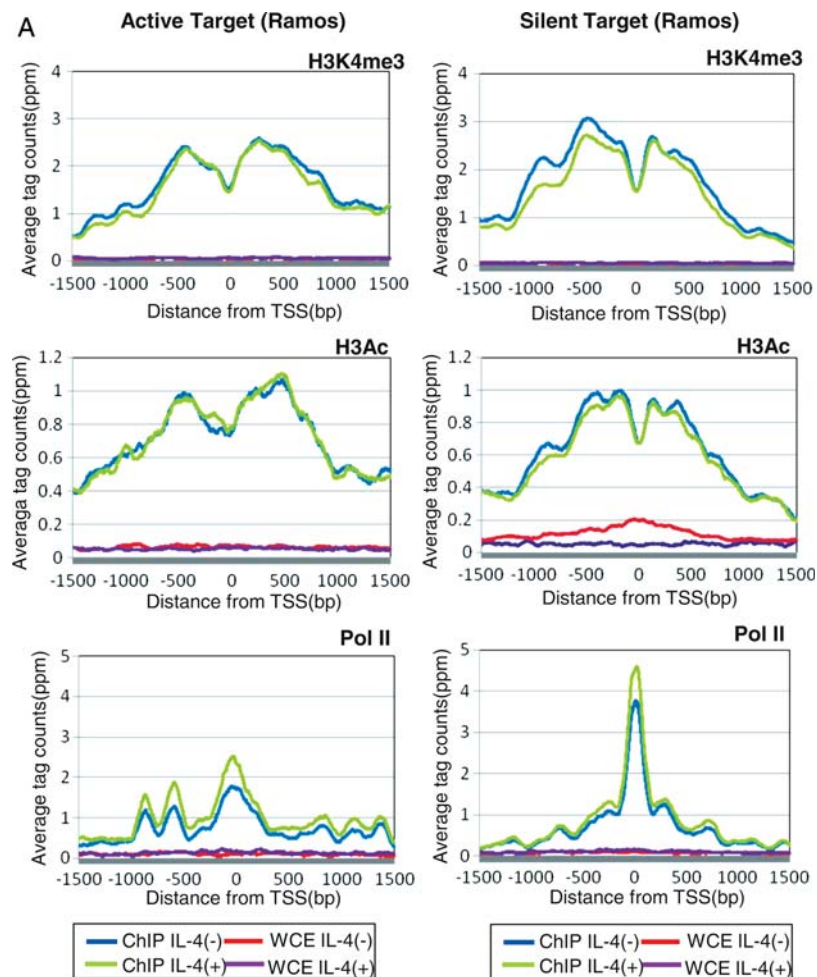 A
Active Target (Ramos)
Silent Target (Ramos)
H3K4me3
Average tag counts(ppm)
4
3
2
1
0
-1500 -1000 -500 0 500 1000 1500
Distance from TSS(bp)
H3K4me3
Average tag counts(ppm)
4
3
2
1
0
-1500 -1000 -500 0 500 1000 1500
Distance from TSS(bp)
H3Ac
Averaga tag counts(ppm)
1.2
1
0.8
0.6
0.4
0.2
0
-1500 -1000 -500 0 500 1000 1500
Distance from TSS(bp)
H3Ac
Average tag counts(ppm)
1.2
1
0.8
0.6
0.4
0.2
0
-1500 -1000 -500 0 500 1000 1500
Distance from TSS(bp)
Pol II
Average tag counts(ppm)
5
4
3
2
1
0
-1500 -1000 -500 0 500 1000 1500
Distance from TSS(bp)
Pol II
Average tag counts(ppm)
5
4
3
2
1
0
-1500 -1000 -500 0 500 1000 1500
Distance from TSS(bp)
ChIP IL-4(-) WCE IL-4(-)
ChIP IL-4(+) WCE IL-4(+)
ChIP IL-4(-) WCE IL-4(-)
ChIP IL-4(+) WCE IL-4(+)